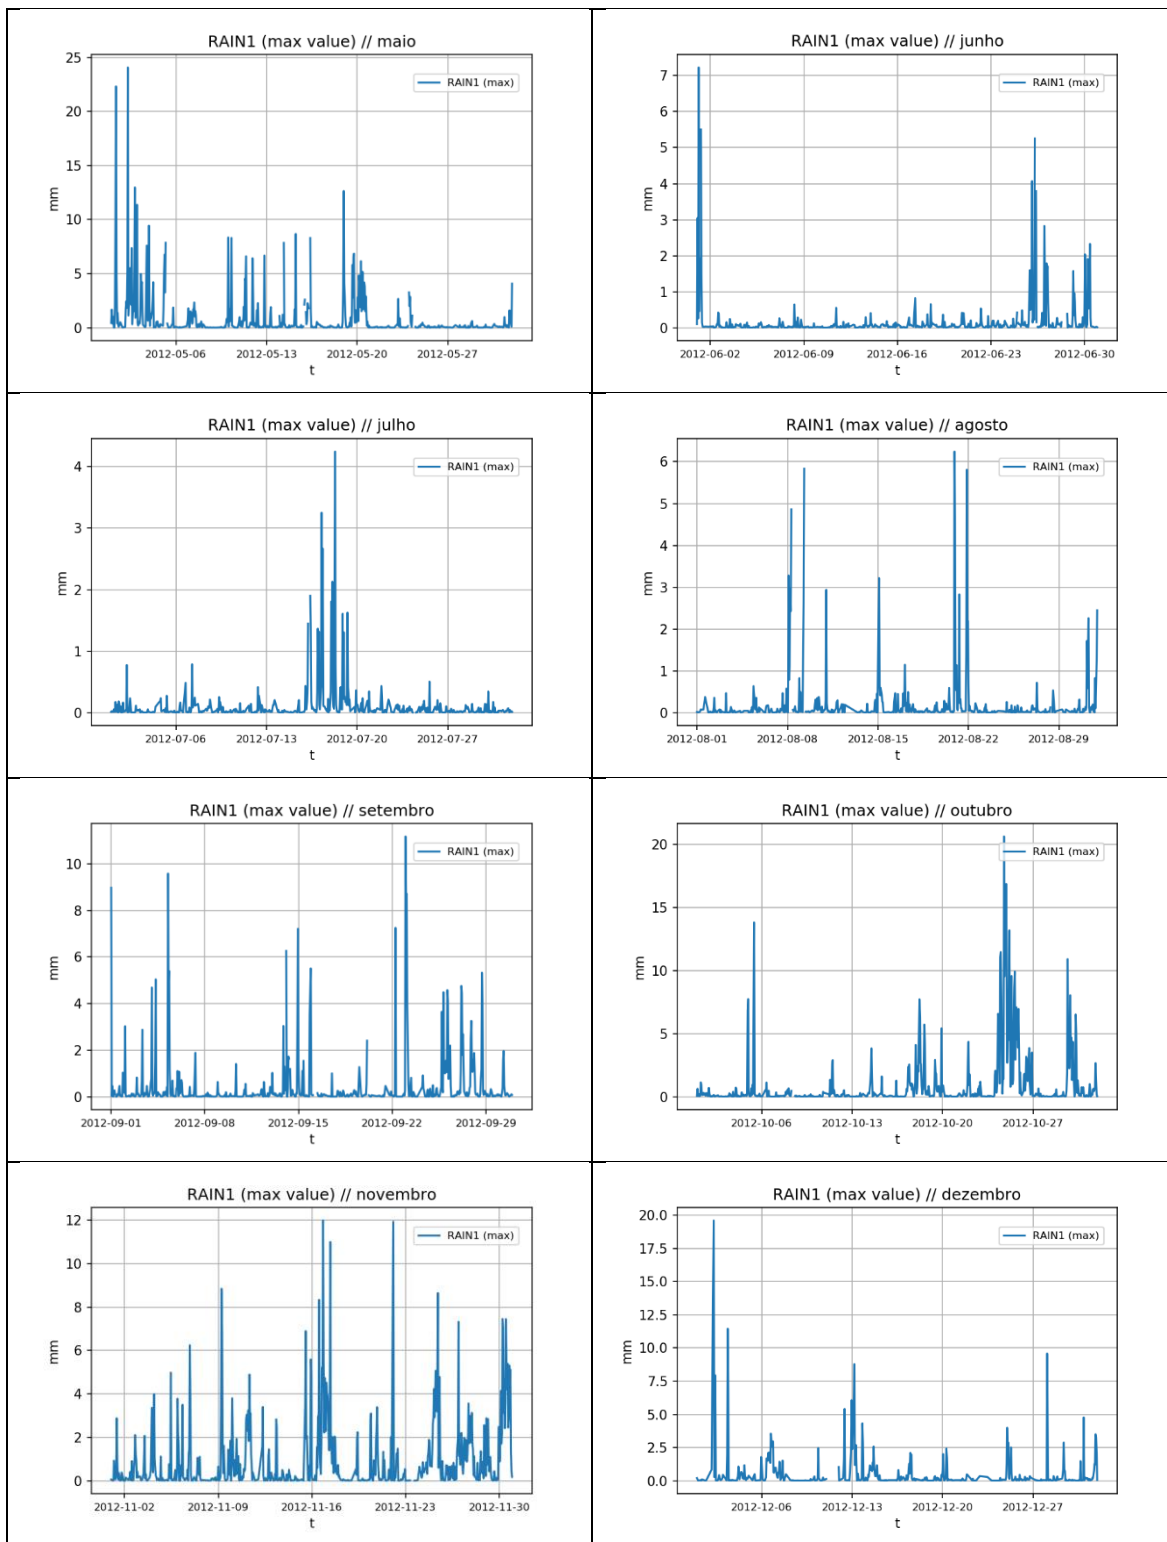 RAIN1 (max value) // maio
RAIN1 (max)
25
20
15
10
5
0
mm
2012-05-06 2012-05-13 2012-05-20 2012-05-27
t
RAIN1 (max value) // junho
RAIN1 (max)
7
6
5
4
3
2
1
0
mm
2012-06-02 2012-06-09 2012-06-16 2012-06-23 2012-06-30
t
RAIN1 (max value) // julho
RAIN1 (max)
4
3
2
1
0
mm
2012-07-06 2012-07-13 2012-07-20 2012-07-27
t
RAIN1 (max value) // agosto
RAIN1 (max)
6
5
4
3
2
1
0
mm
2012-08-01 2012-08-08 2012-08-15 2012-08-22 2012-08-29
t
RAIN1 (max value) // setembro
RAIN1 (max)
10
8
6
4
2
0
mm
2012-09-01 2012-09-08 2012-09-15 2012-09-22 2012-09-29
t
RAIN1 (max value) // outubro
RAIN1 (max)
20
15
10
5
0
mm
2012-10-06 2012-10-13 2012-10-20 2012-10-27
t
RAIN1 (max value) // novembro
RAIN1 (max)
12
10
8
6
4
2
0
mm
2012-11-02 2012-11-09 2012-11-16 2012-11-23 2012-11-30
t
RAIN1 (max value) // dezembro
RAIN1 (max)
20.0
17.5
15.0
12.5
10.0
7.5
5.0
2.5
0.0
mm
2012-12-06 2012-12-13 2012-12-20 2012-12-27
t